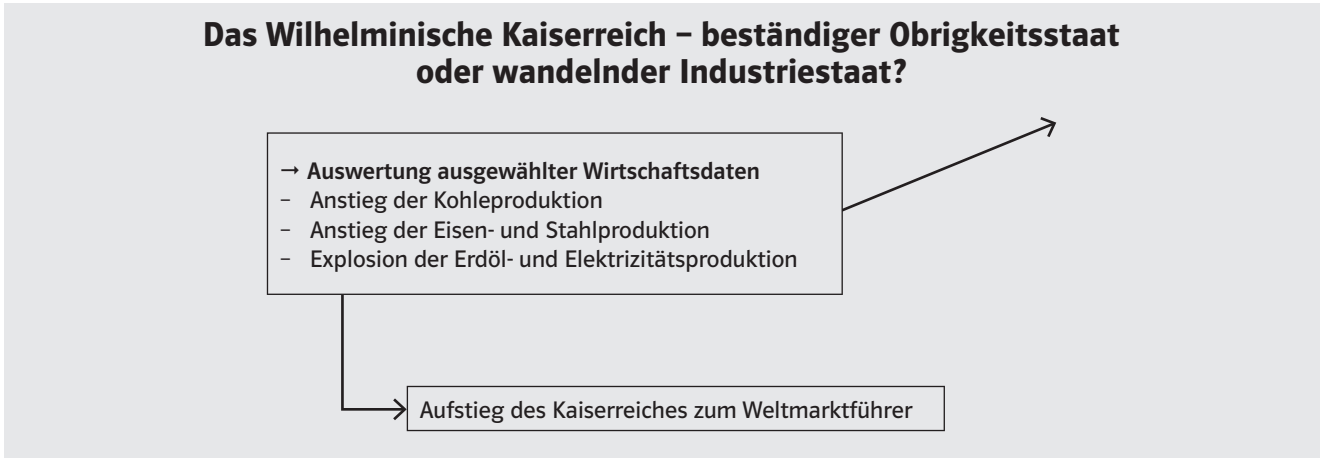 Das Wilhelminische Kaiserreich – beständiger Obrigkeitsstaat
oder wandelnder Industriestaat?
→ Auswertung ausgewählter Wirtschaftsdaten
– Anstieg der Kohleproduktion
– Anstieg der Eisen- und Stahlproduktion
– Explosion der Erdöl- und Elektrizitätsproduktion
Aufstieg des Kaiserreiches zum Weltmarktführer